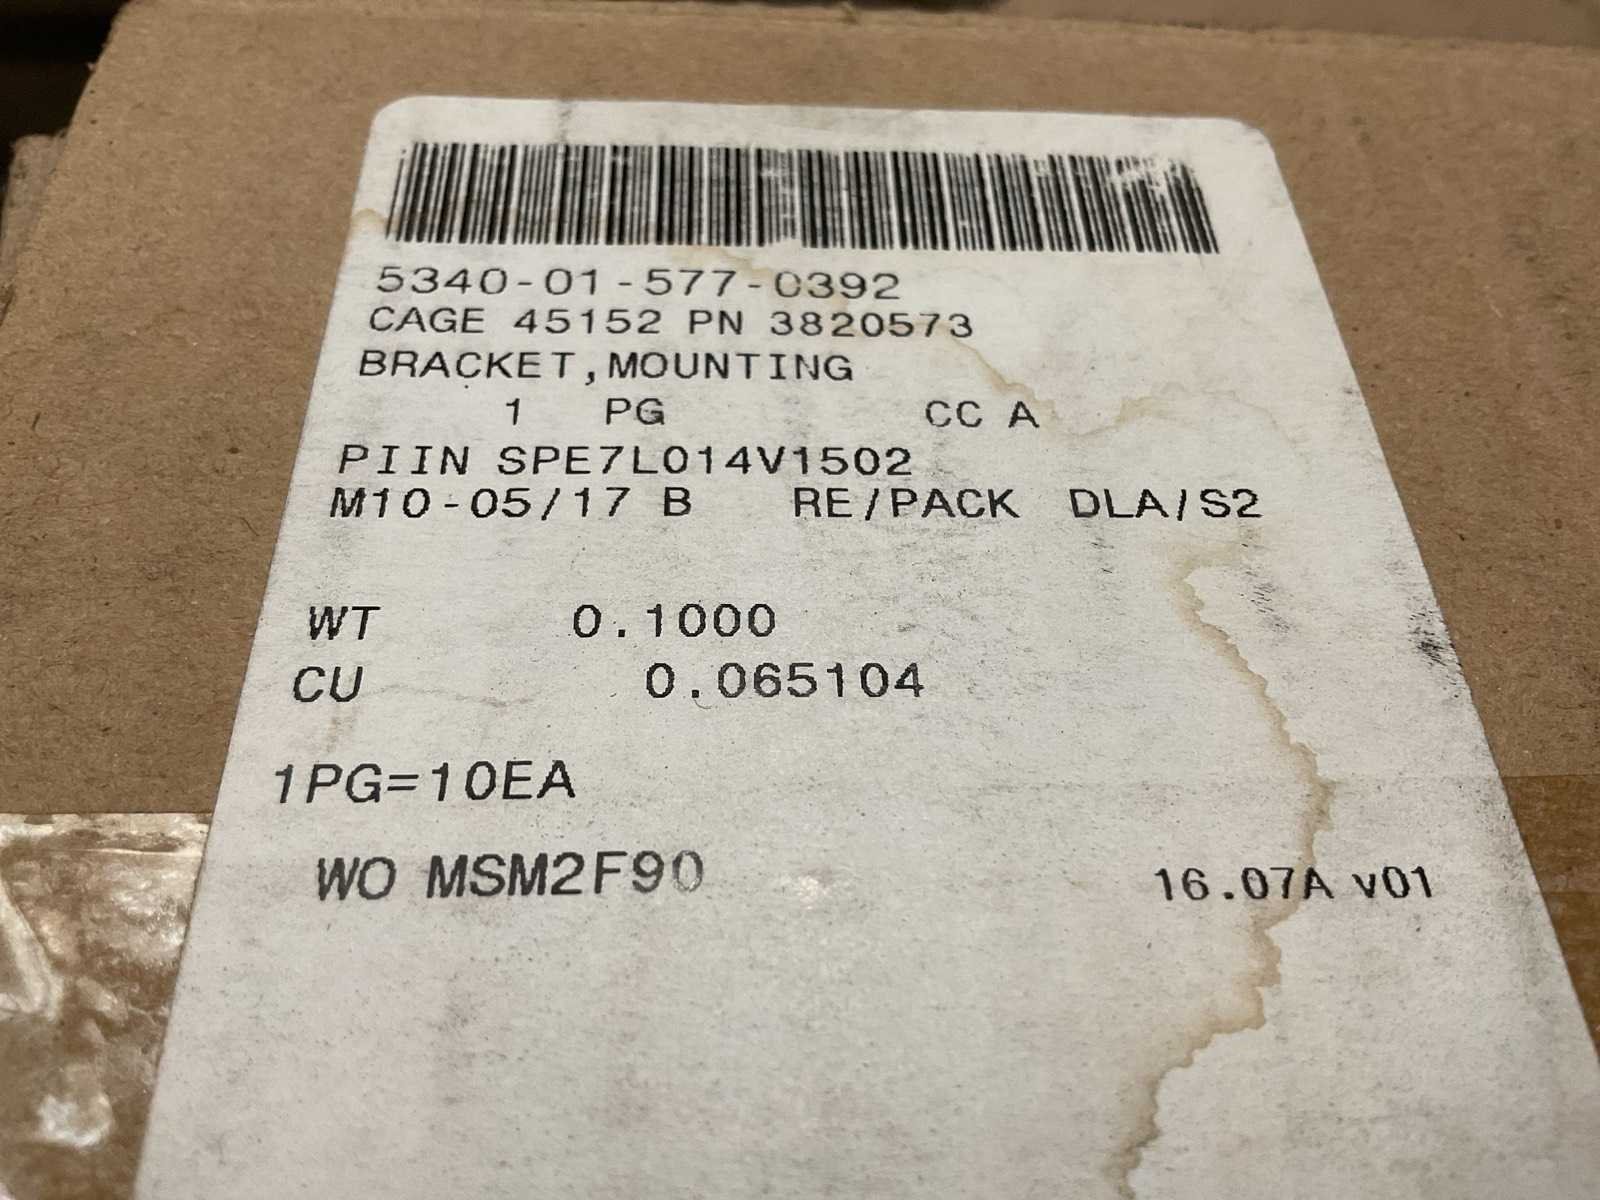 5340-01-577-0392
CAGE 45152 PN 3820573
BRACKET,MOUNTING
1 PG CC A
PIIN SPE7L014V1502
M10-05/17 B RE/PACK DLA/S2
WT 0.1000
CU 0.065104
1PG=10EA
WO MSM2F90 16.07A v01